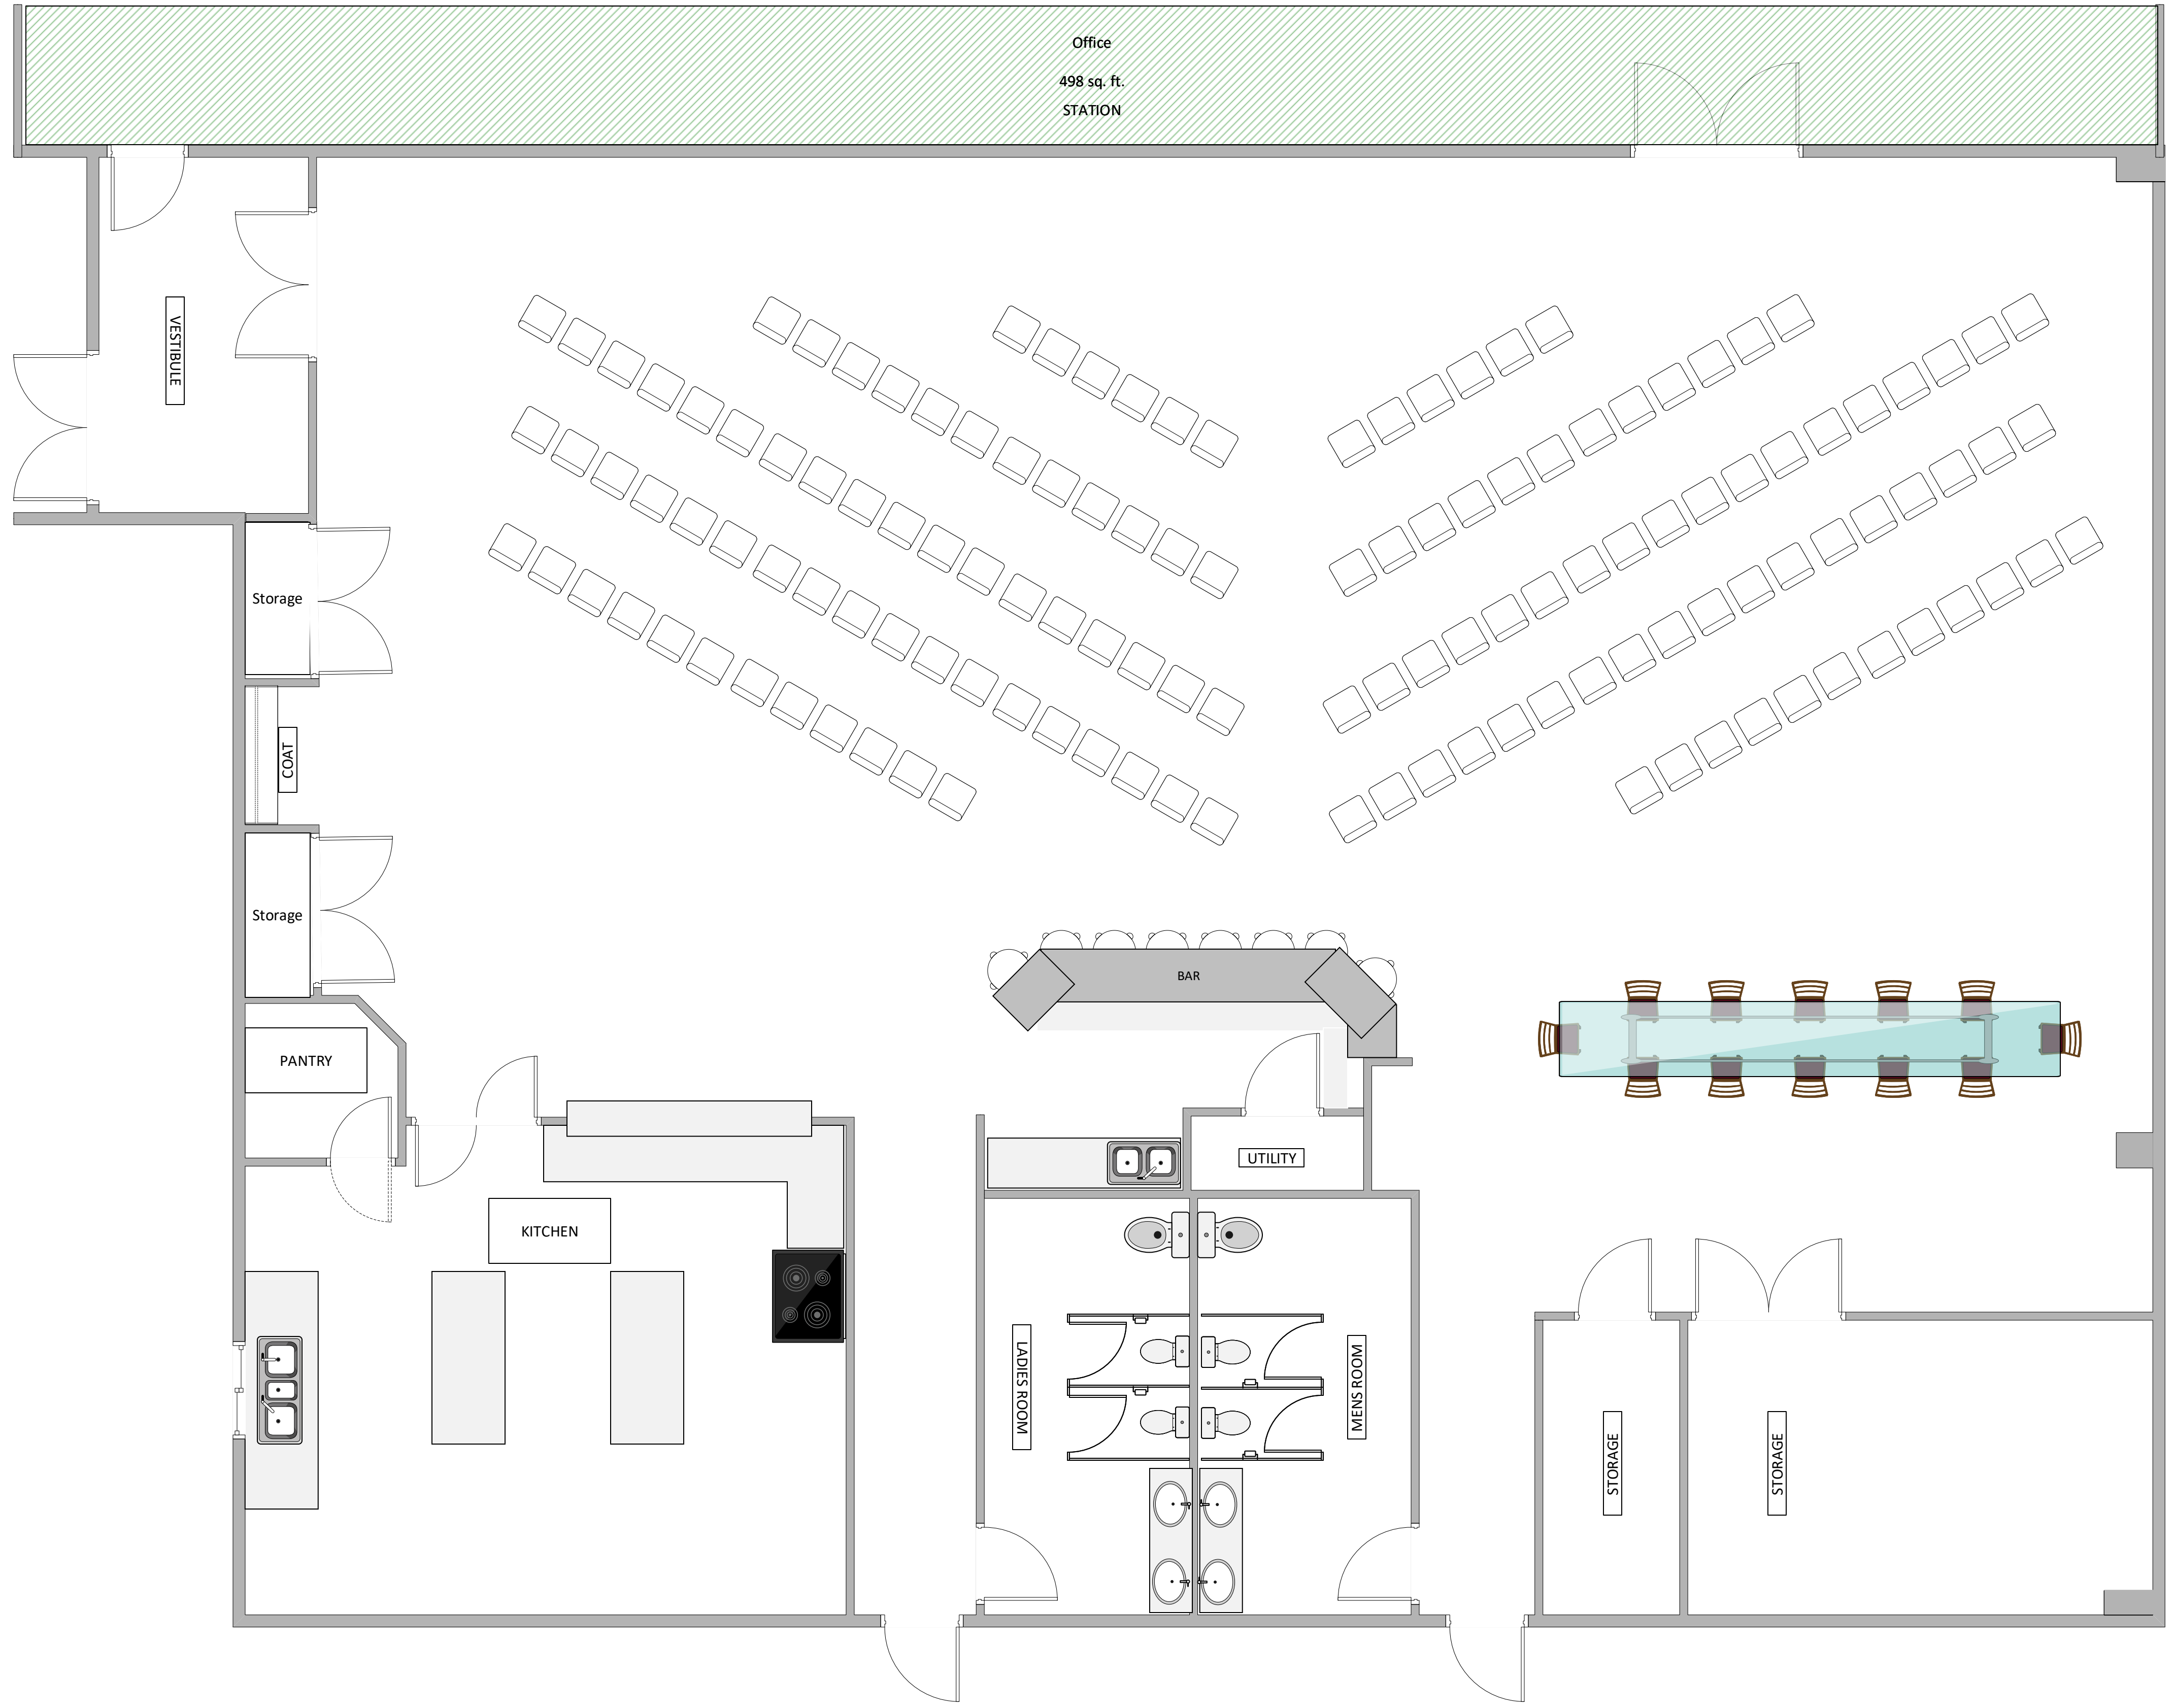 Office
498 sq. ft.
STATION
VESTIBULE
Storage
COAT
Storage
BAR
PANTRY
UTILITY
KITCHEN
LADIES ROOM
MENS ROOM
STORAGE
STORAGE